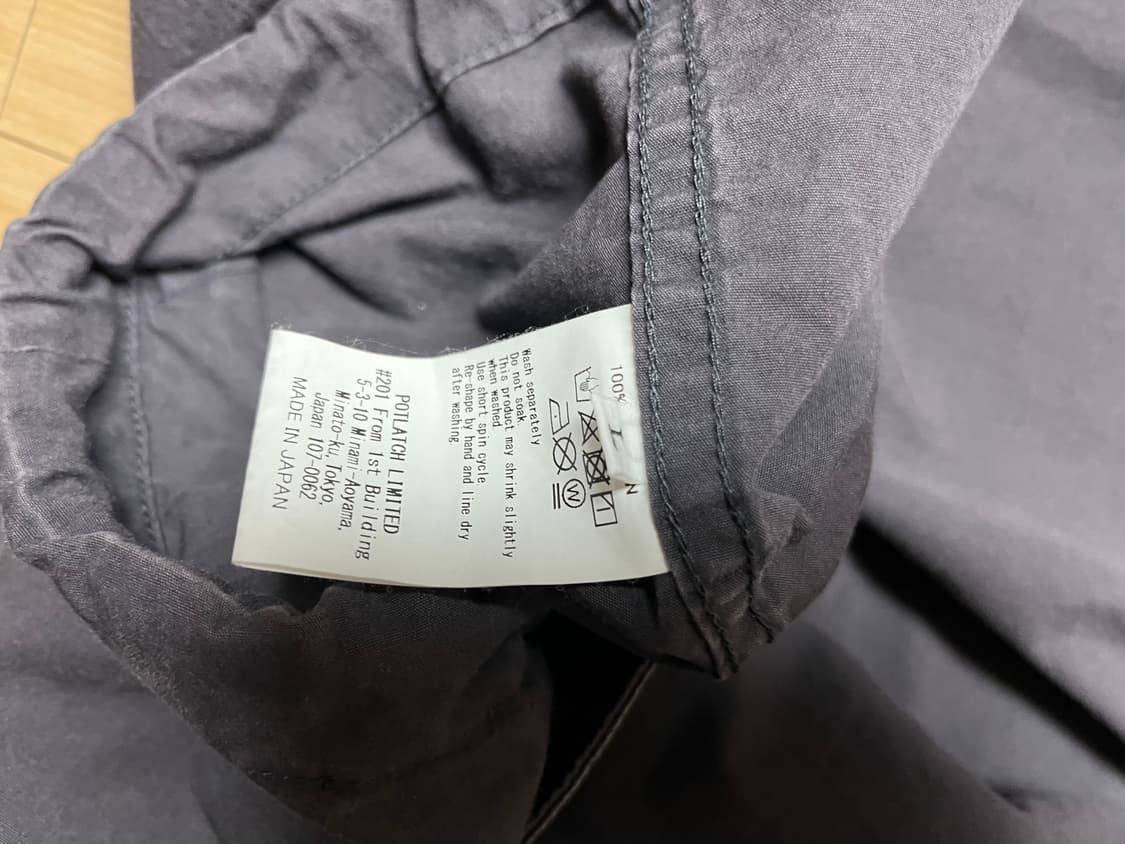 100%
L
N
W
Wash separately
Do not soak.
This product may shrink slightly
when washed.
Use short spin cycle.
Re-shape by hand and line dry
after washing.
POTLATCH LIMITED
#201 From 1st Building
5-3-10 Minami-Aoyama,
Minato-ku, Tokyo,
Japan 107-0062
MADE IN JAPAN